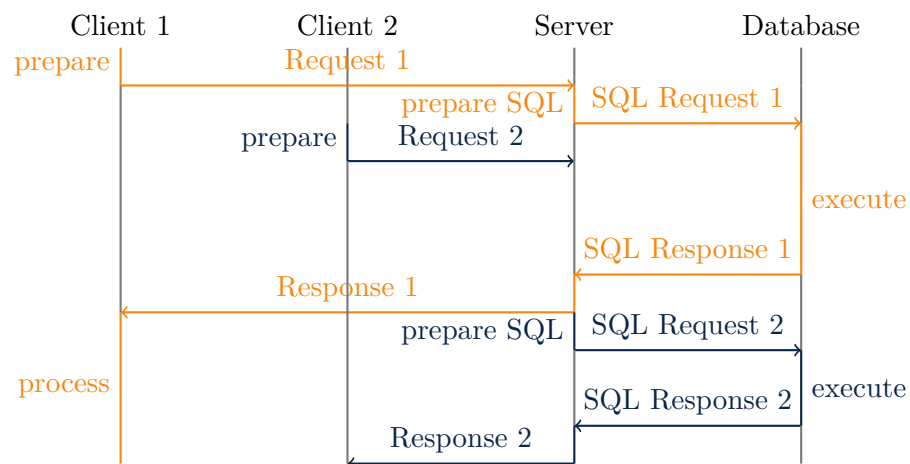 Client 1
Client 2
Server
Database
prepare
Request 1
prepare SQL
SQL Request 1
prepare
Request 2
execute
SQL Response 1
Response 1
prepare SQL
SQL Request 2
process
execute
SQL Response 2
Response 2